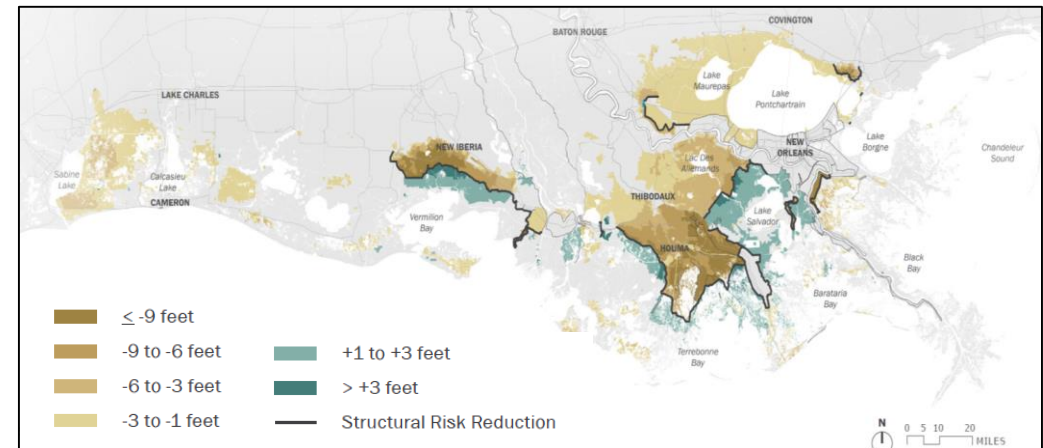 COVINGTON
BATON ROUGE
Lake
Maurepas
Lake
Pontchartrain
LAKE CHARLES
NEW IBERIA
NEW
ORLEANS
Lake
Borgne
Chandeleur
Sound
Lac Des
Allemands
Sabine
Lake
Calcasieu
Lake
CAMERON
THIBODAUX
Vermilion
Bay
Lake
Salvador
HOUMA
Black
Bay
Barataria
Bay
Terrebonne
Bay
≤ -9 feet
-9 to -6 feet
-6 to -3 feet
-3 to -1 feet
+1 to +3 feet
> +3 feet
Structural Risk Reduction
N
0 5 10 20
MILES